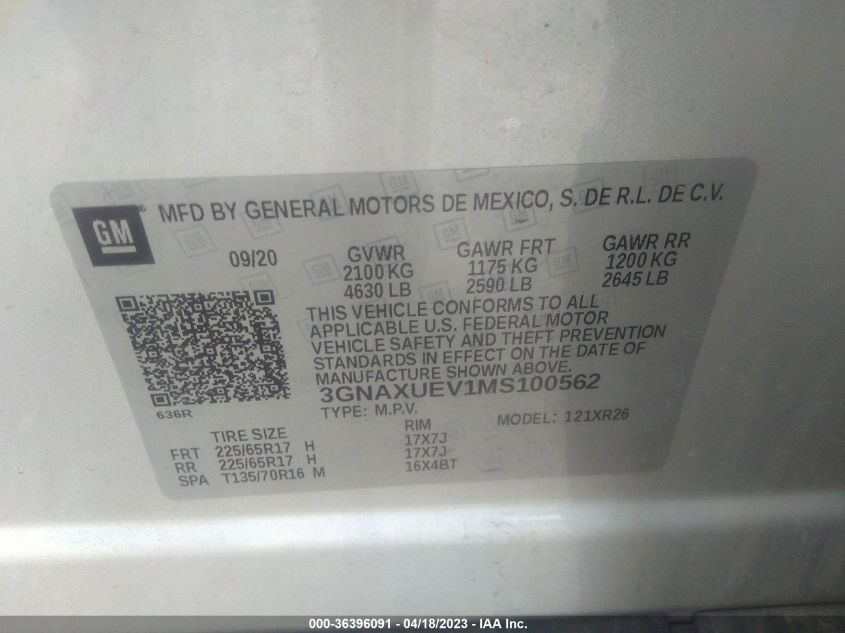 GM
MFD BY GENERAL MOTORS DE MEXICO, S. DE R.L. DE C.V.
09/20 GVWR GAWR FRT GAWR RR
2100 KG 1175 KG 1200 KG
4630 LB 2590 LB 2645 LB
THIS VEHICLE CONFORMS TO ALL
APPLICABLE U.S. FEDERAL MOTOR
VEHICLE SAFETY AND THEFT PREVENTION
STANDARDS IN EFFECT ON THE DATE OF
MANUFACTURE SHOWN ABOVE.
3GNAXUEV1MS100562
636R
TYPE: M.P.V. MODEL: 121XR26
TIRE SIZE RIM
FRT 225/65R17 H 17X7J
RR 225/65R17 H 17X7J
SPA T135/70R16 M 16X4BT
000-36396091 - 04/18/2023 - IAA Inc.